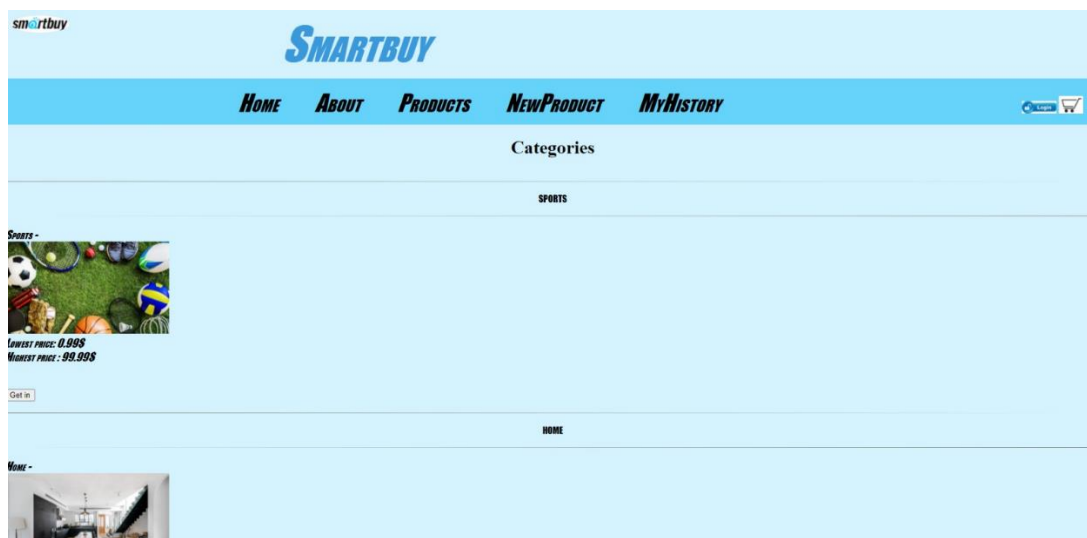 smartbuy
SMARTBUY
HOME ABOUT PRODUCTS NEWPRODUCT MYHISTORY
Login
Categories
SPORTS
SPORTS -
LOWEST PRICE: 0.99$
HIGHEST PRICE : 99.99$
Get in
HOME
HOME -